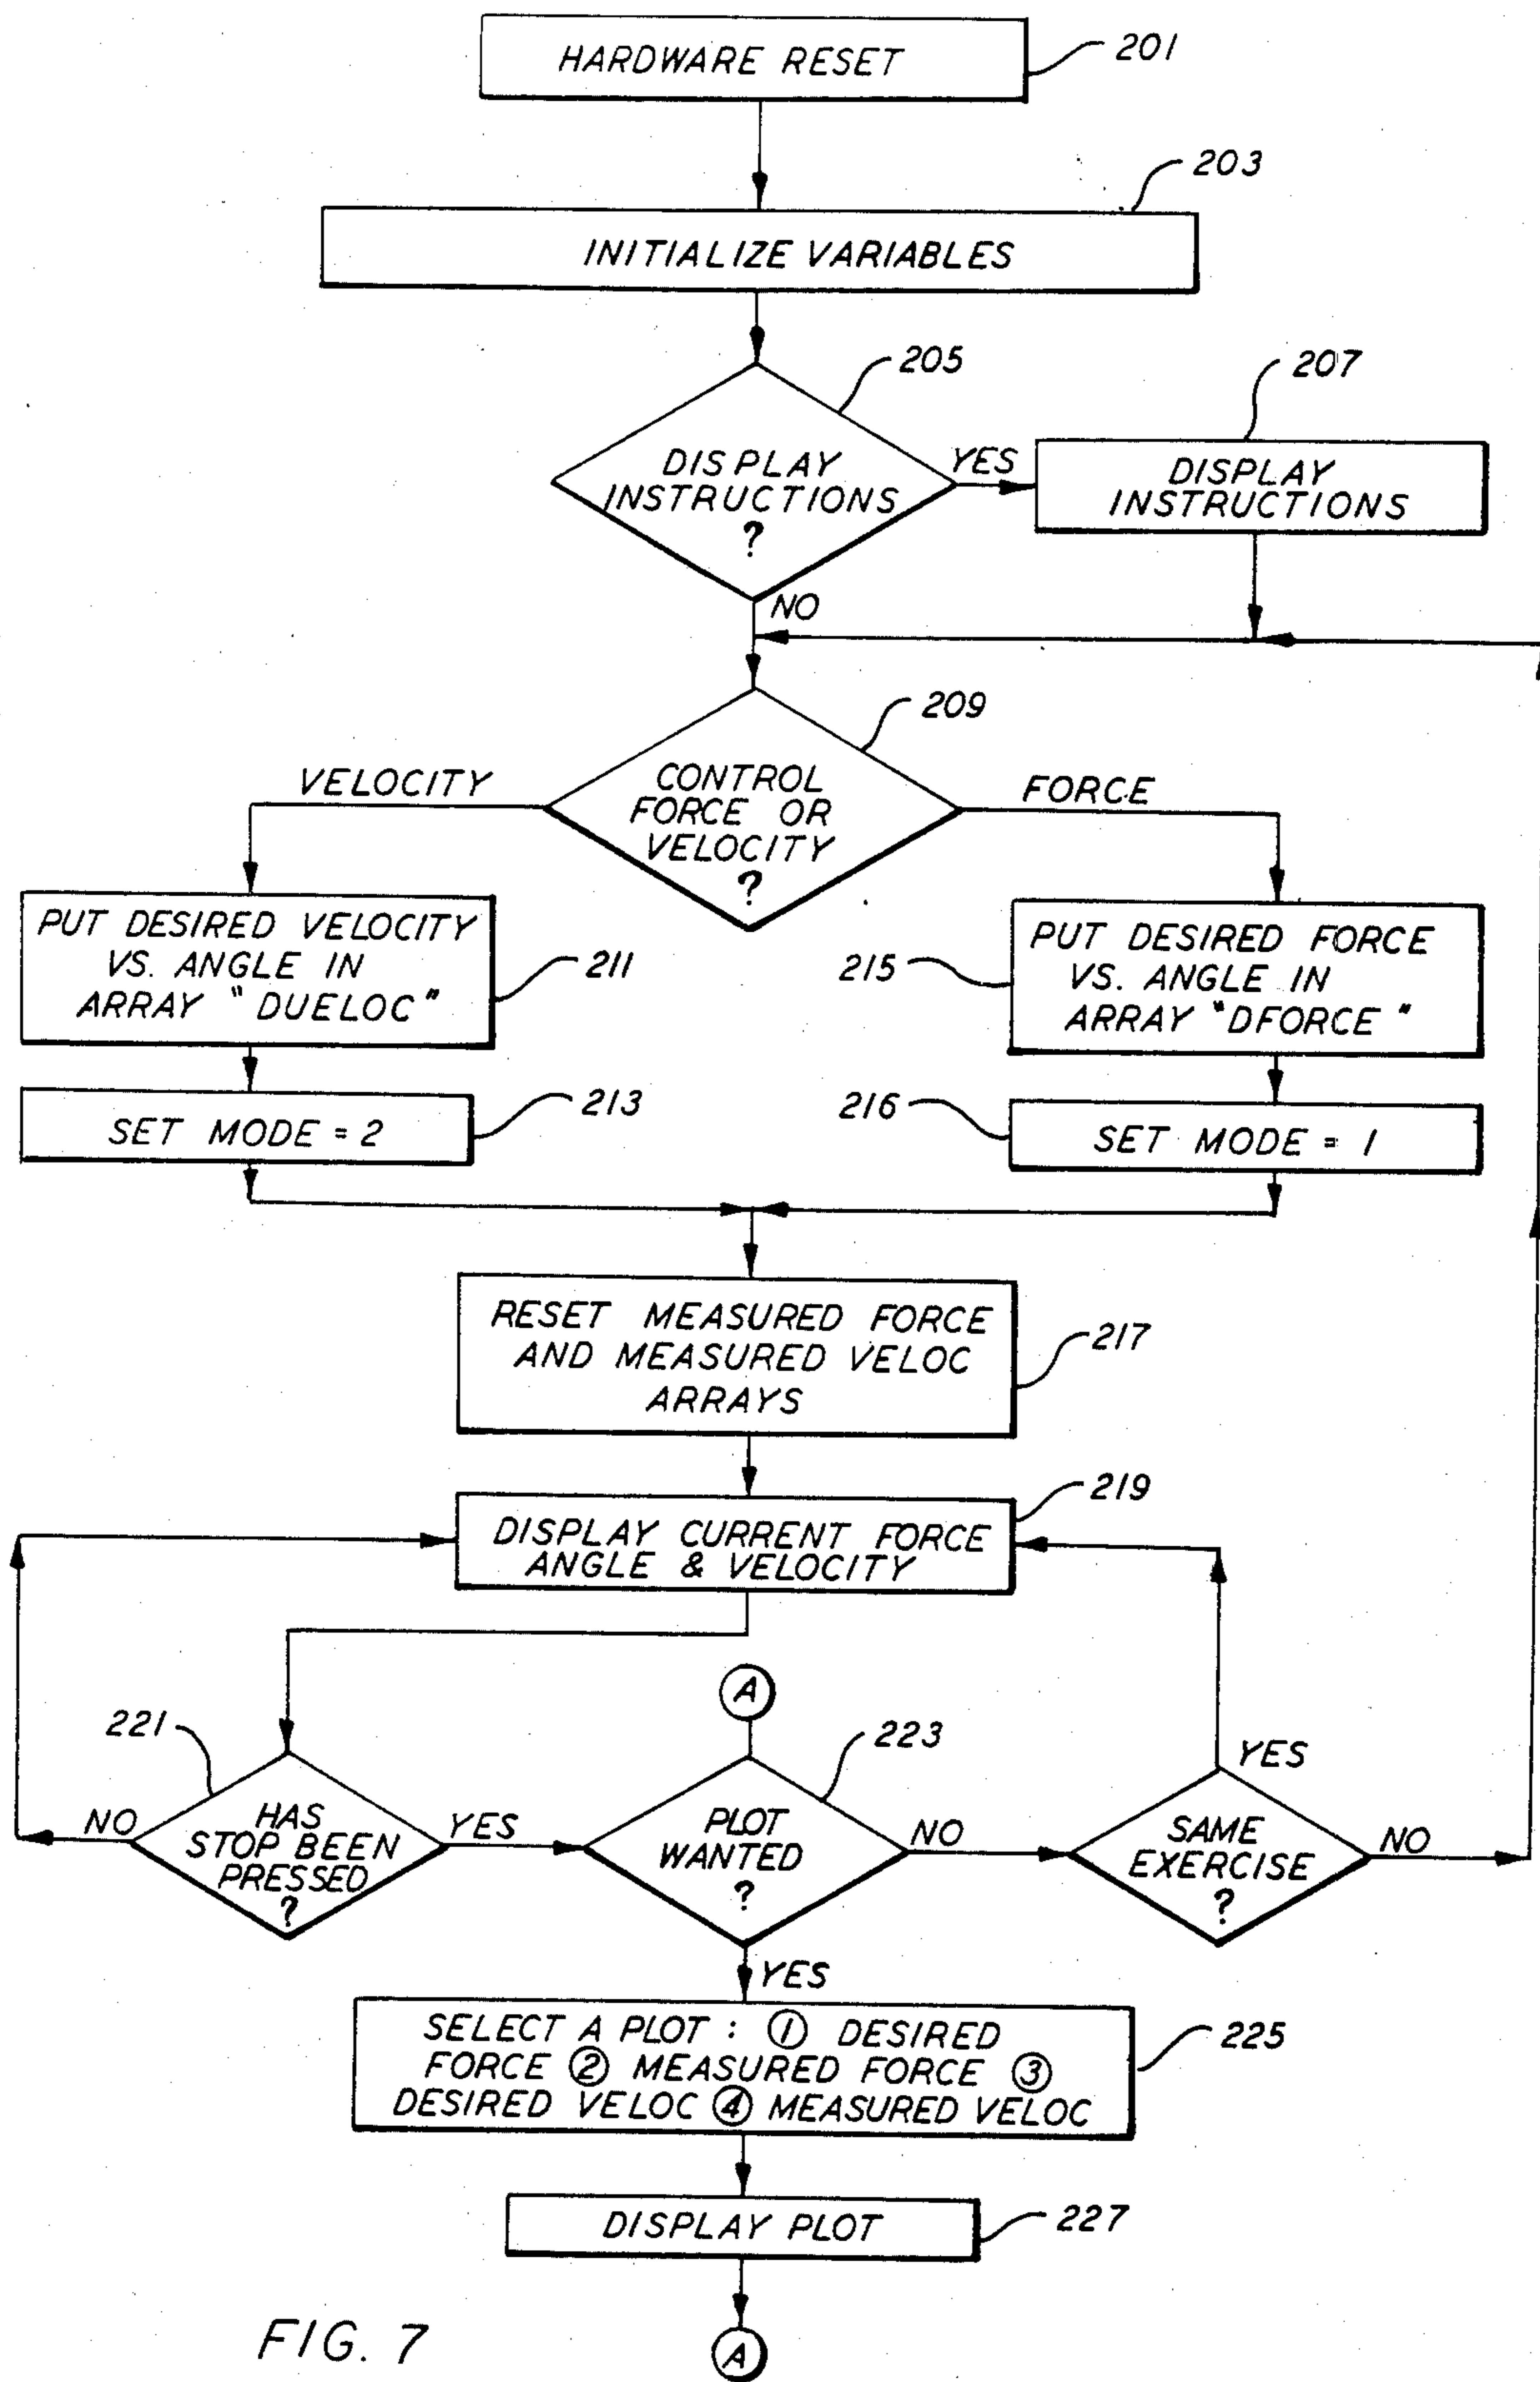 HARDWARE RESET
201
203
INITIALIZE VARIABLES
205
207
DISPLAY
INSTRUCTIONS
?
YES
DISPLAY
INSTRUCTIONS
NO
209
VELOCITY
CONTROL
FORCE OR
VELOCITY
?
FORCE
PUT DESIRED VELOCITY
VS. ANGLE IN
ARRAY "DUELOC"
211
215
PUT DESIRED FORCE
VS. ANGLE IN
ARRAY "DFORCE"
SET MODE = 2
213
216
SET MODE = 1
RESET MEASURED FORCE
AND MEASURED VELOC
ARRAYS
217
219
DISPLAY CURRENT FORCE
ANGLE & VELOCITY
A
221
223
YES
NO
HAS
STOP BEEN
PRESSED
?
YES
PLOT
WANTED
?
NO
SAME
EXERCISE
?
NO
YES
SELECT A PLOT : ① DESIRED
FORCE ② MEASURED FORCE ③
DESIRED VELOC ④ MEASURED VELOC
225
DISPLAY PLOT
227
FIG. 7
A